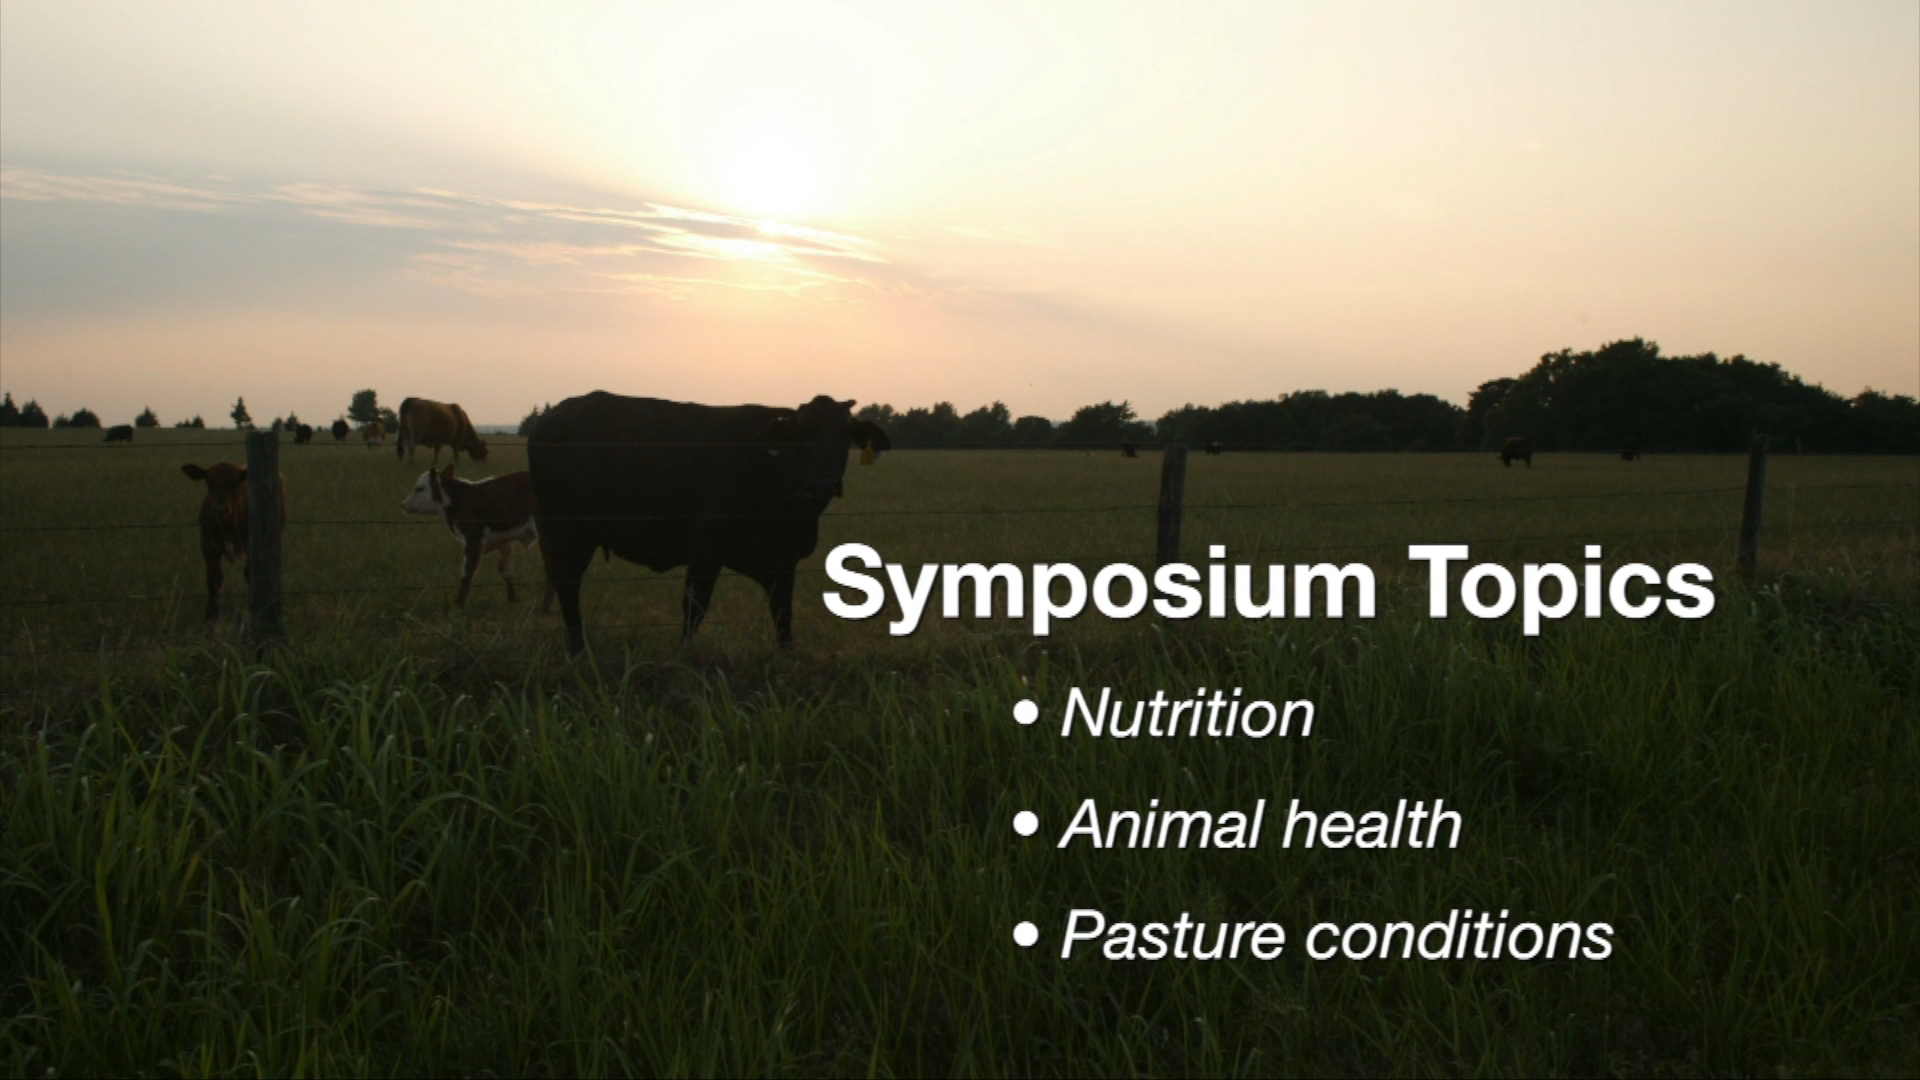 Symposium Topics
• Nutrition
• Animal health
• Pasture conditions